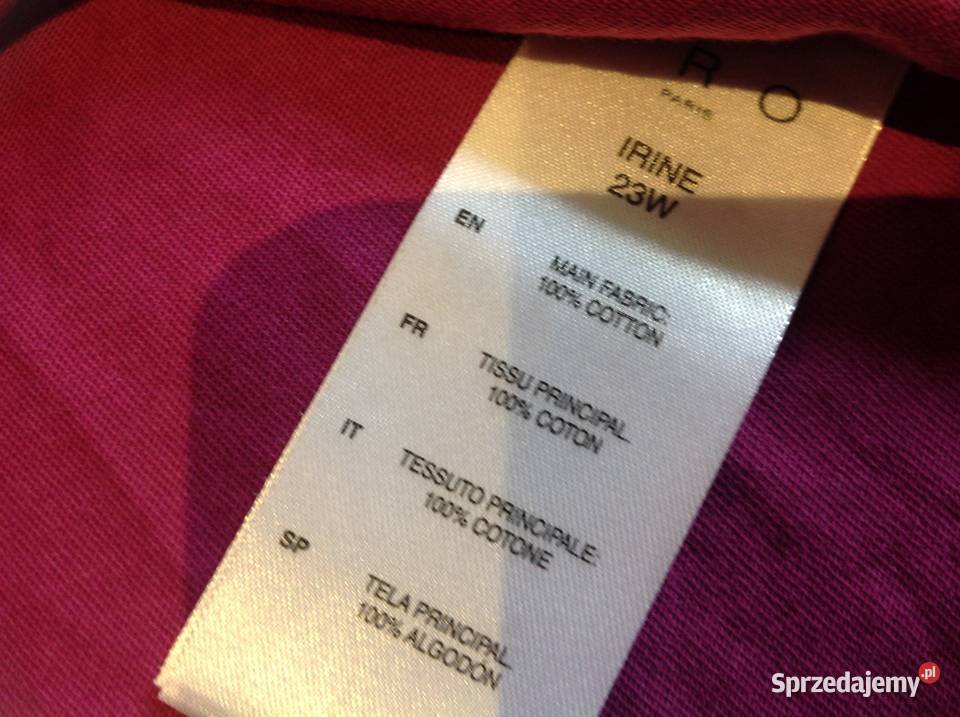 R O
PARIS
IRINE
23W
EN
MAIN FABRIC:
100% COTTON
FR
TISSU PRINCIPAL:
100% COTON
IT
TESSUTO PRINCIPALE:
100% COTONE
SP
TELA PRINCIPAL:
100% ALGODON
Sprzedajemy.pl